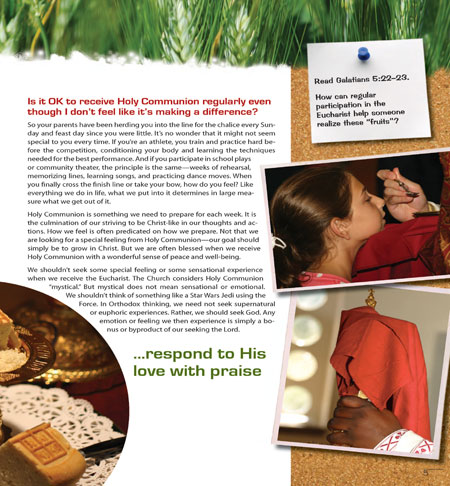 Is it OK to receive Holy Communion regularly even
though I don't feel like it's making a difference?
So your parents have been herding you into the line for the chalice every Sun-
day and feast day since you were little. It's no wonder that it might not seem
special to you every time. If you're an athlete, you train and practice hard be-
fore the competition, conditioning your body and learning the techniques
needed for the best performance. And if you participate in school plays
or community theater, the principle is the same—weeks of rehearsal,
memorizing lines, learning songs, and practicing dance moves. When
you finally cross the finish line or take your bow, how do you feel? Like
everything we do in life, what we put into it determines in large mea-
sure what we get out of it.
Holy Communion is something we need to prepare for each week. It is
the culmination of our striving to be Christ-like in our thoughts and ac-
tions. How we feel is often predicated on how we prepare. Not that we
are looking for a special feeling from Holy Communion—our goal should
simply be to grow in Christ. But we are often blessed when we receive
Holy Communion with a wonderful sense of peace and well-being.
We shouldn't seek some special feeling or some sensational experience
when we receive the Eucharist. The Church considers Holy Communion
"mystical." But mystical does not mean sensational or emotional.
We shouldn't think of something like a Star Wars Jedi using the
Force. In Orthodox thinking, we need not seek supernatural
or euphoric experiences. Rather, we should seek God. Any
emotion or feeling we then experience is simply a bo-
nus or byproduct of our seeking the Lord.
...respond to His
love with praise
Read Galatians 5:22–23.
How can regular
participation in the
Eucharist help someone
realize these "fruits"?
5